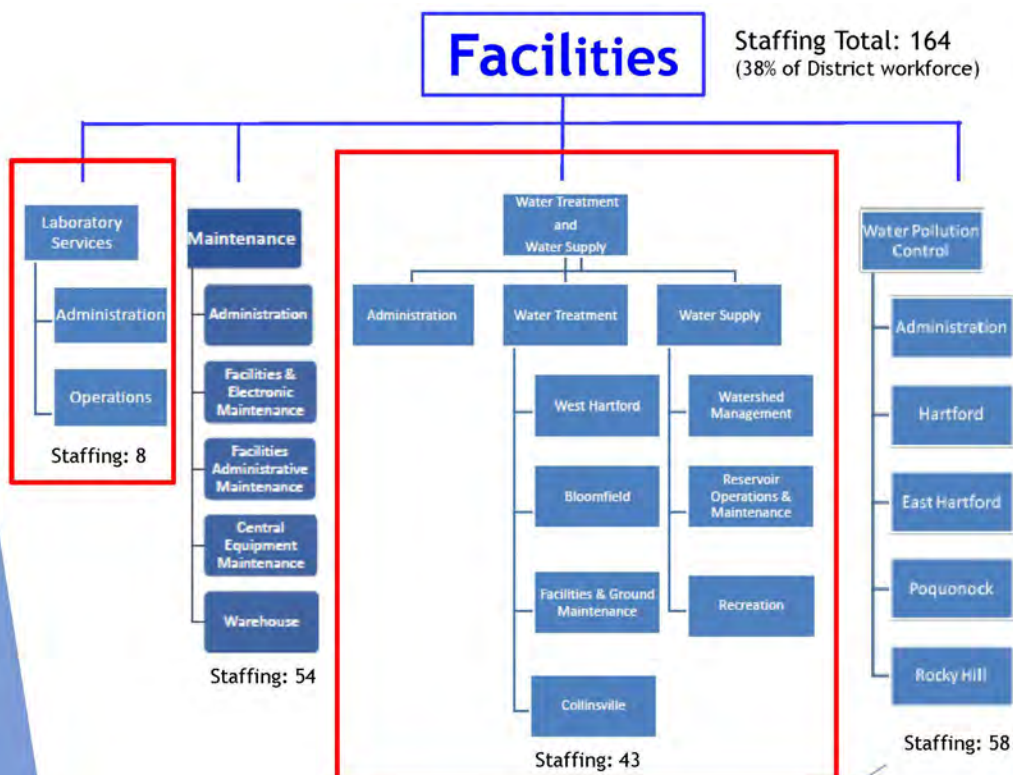 Facilities
Staffing Total: 164
(38% of District workforce)
Laboratory
Services
Administration
Operations
Staffing: 8
Maintenance
Administration
Facilities &
Electronic
Maintenance
Facilities
Administrative
Maintenance
Central
Equipment
Maintenance
Warehouse
Staffing: 54
Water Treatment
and
Water Supply
Administration
Water Treatment
Water Supply
West Hartford
Bloomfield
Facilities & Ground
Maintenance
Collinsville
Watershed
Management
Reservoir
Operations &
Maintenance
Recreation
Staffing: 43
Water Pollution
Control
Administration
Hartford
East Hartford
Poquonock
Rocky Hill
Staffing: 58